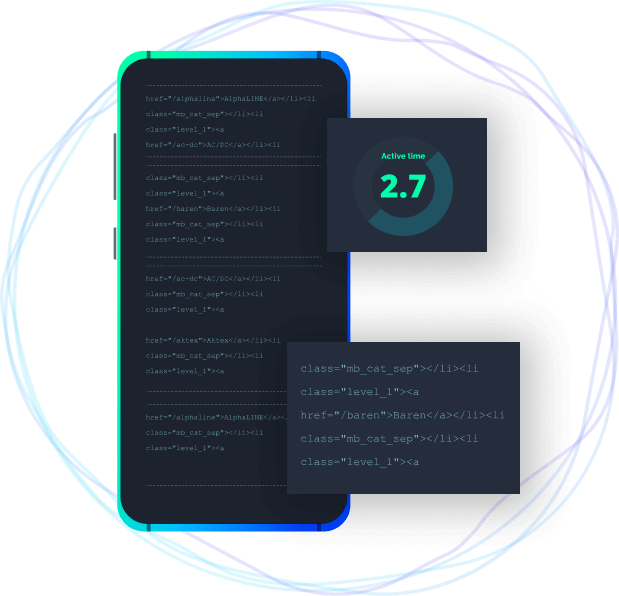 href="/alphaline">AlphaLINE</a></li><li
class="mb_cat_sep"></li><li
class="level_1"><a
href="/ac-dc">AC/DC</a></li><li
class="mb_cat_sep"></li><li
class="level_1"><a
href="/baren">Baren</a></li><li
class="mb_cat_sep"></li><li
class="level_1"><a
href="/ac-dc">AC/DC</a></li><li
class="mb_cat_sep"></li><li
class="level_1"><a
href="/aktex">Aktex</a></li><li
class="mb_cat_sep"></li><li
class="level_1"><a
href="/alphaline">AlphaLINE</a></
class="mb_cat_sep"></li><li
class="level_1"><a
Active time
2.7
class="mb_cat_sep"></li><li
class="level_1"><a
href="/baren">Baren</a></li><li
class="mb_cat_sep"></li><li
class="level_1"><a